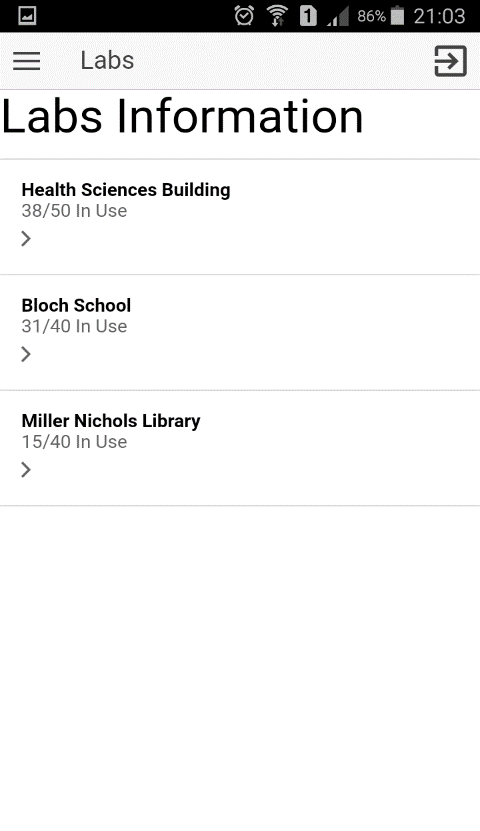 1 86% 21:03
Labs
Labs Information
Health Sciences Building
38/50 In Use
Bloch School
31/40 In Use
Miller Nichols Library
15/40 In Use